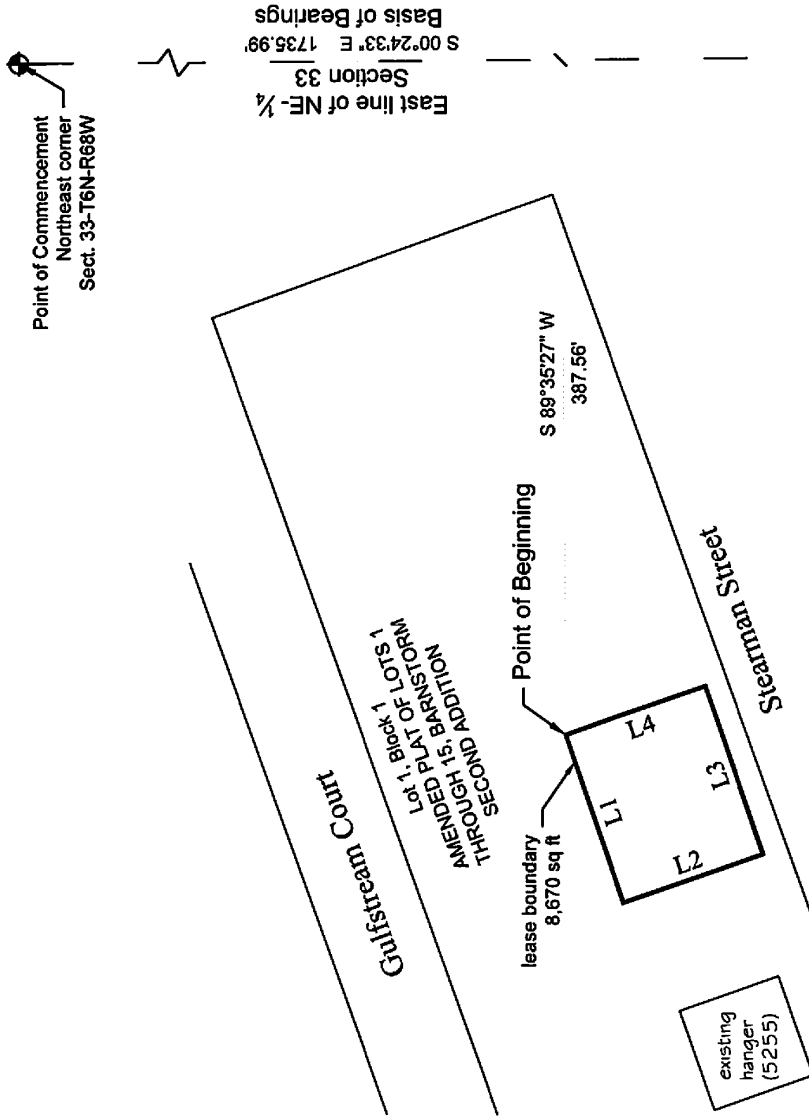 Point of Commencement
Northeast corner
Sect. 33-T6N-R68W
East line of NE-¼
Section 33
S 00°24'33" E 1735.99'
Basis of Bearings
Gulfstream Court
Lot 1, Block 1
AMENDED PLAT OF LOTS 1
THROUGH 15, BARNSTORM
SECOND ADDITION
Point of Beginning
S 89°35'27" W
387.56'
lease boundary
8,670 sq ft
L1
L2
L3
L4
Stearman Street
existing
hanger
(5255)